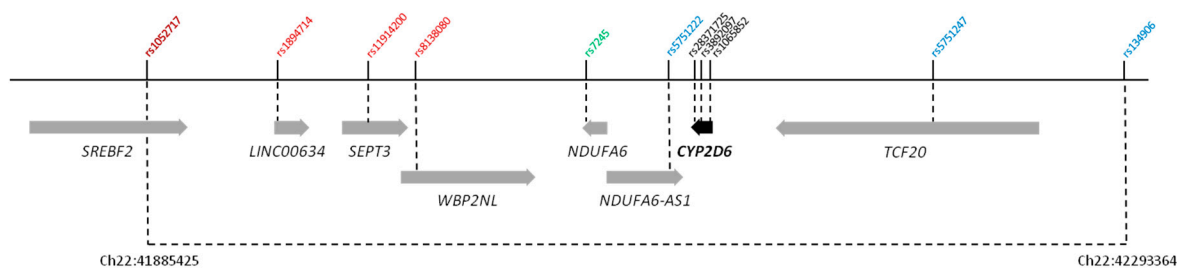 rs1052717
rs1894714
rs11914200
rs8138080
rs7245
rs5751222
rs28371725
rs3892097
rs1065852
rs5751247
rs134906
SREBF2
LINC00634
SEPT3
NDUFA6
CYP2D6
TCF20
WBP2NL
NDUFA6-AS1
Ch22:41885425
Ch22:42293364